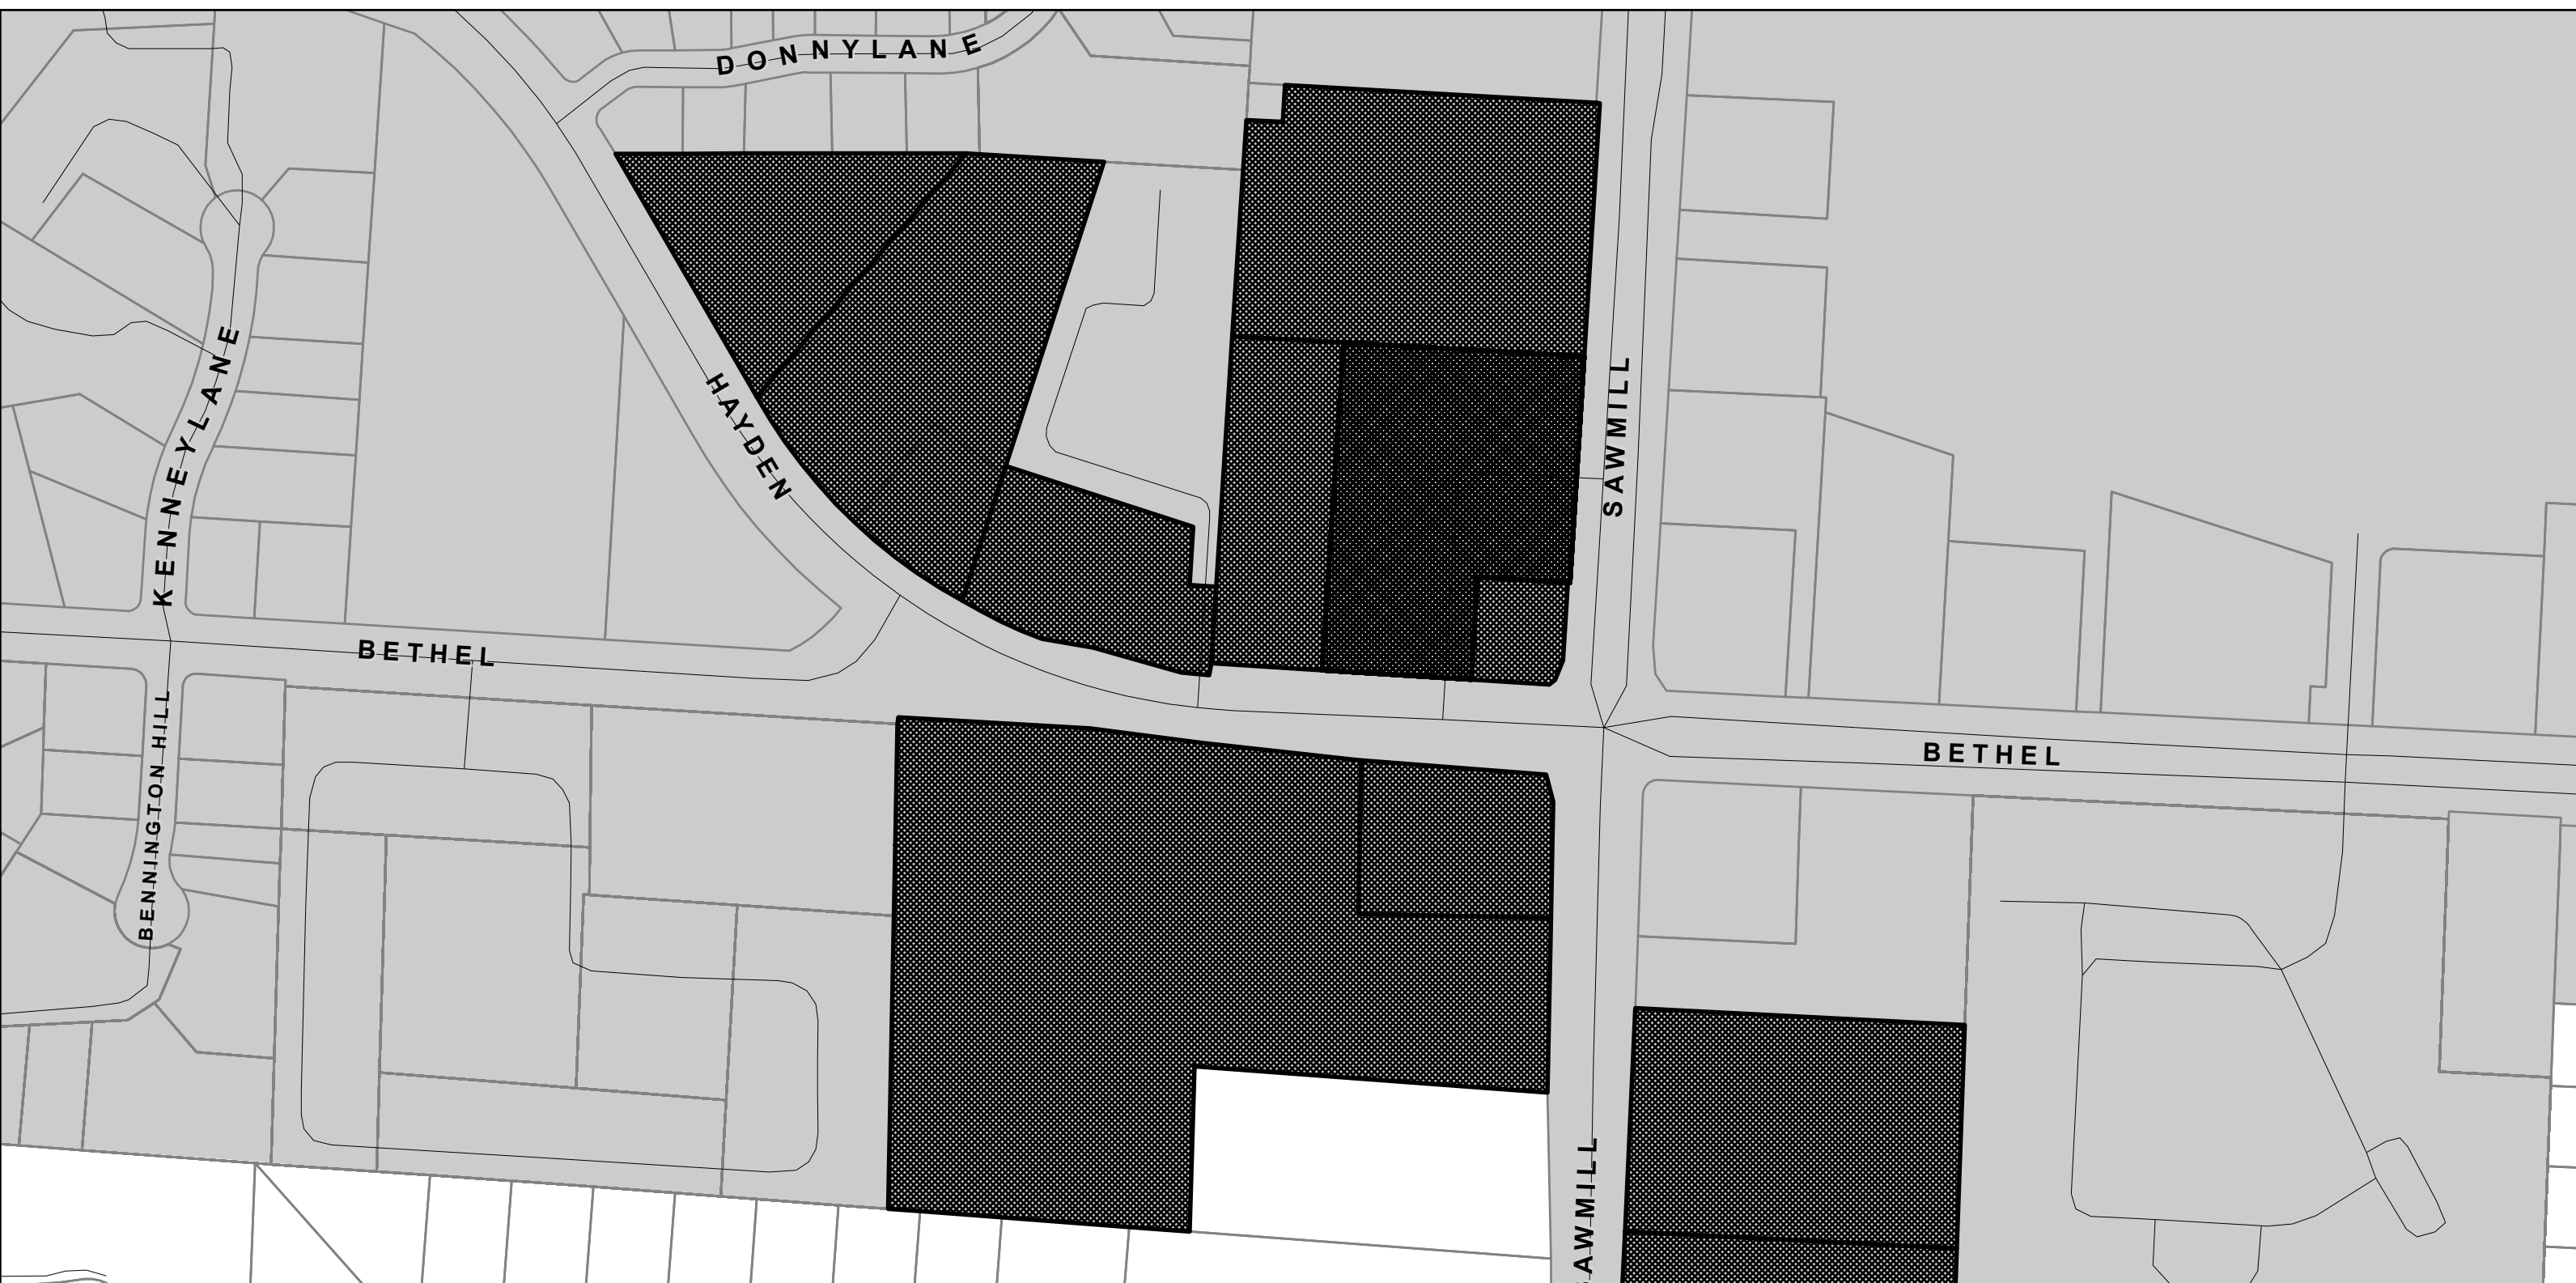 DONNYLANE
KENNEYLANE
HAYDEN
SAWMILL
BETHEL
BENNINGTON HILL
BETHEL
SAWMILL